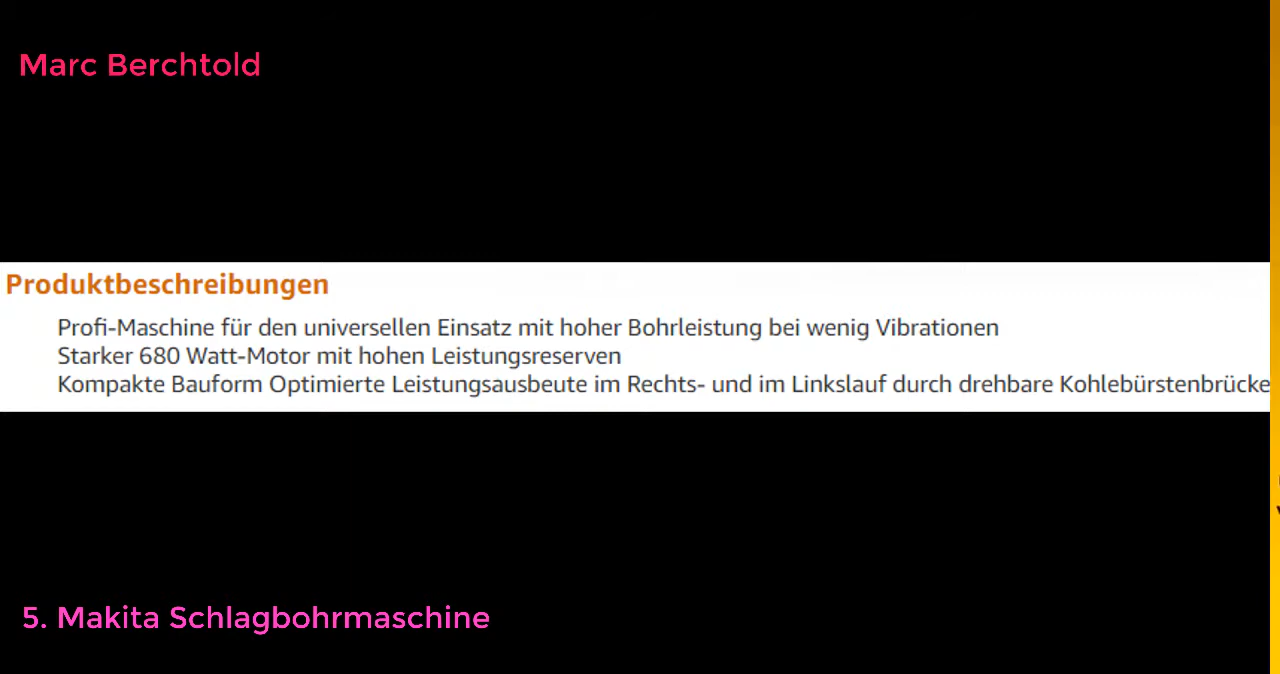 Marc Berchtold
Produktbeschreibungen
Profi-Maschine für den universellen Einsatz mit hoher Bohrleistung bei wenig Vibrationen
Starker 680 Watt-Motor mit hohen Leistungsreserven
Kompakte Bauform Optimierte Leistungsausbeute im Rechts- und im Linkslauf durch drehbare Kohlebürstenbrücke
5. Makita Schlagbohrmaschine